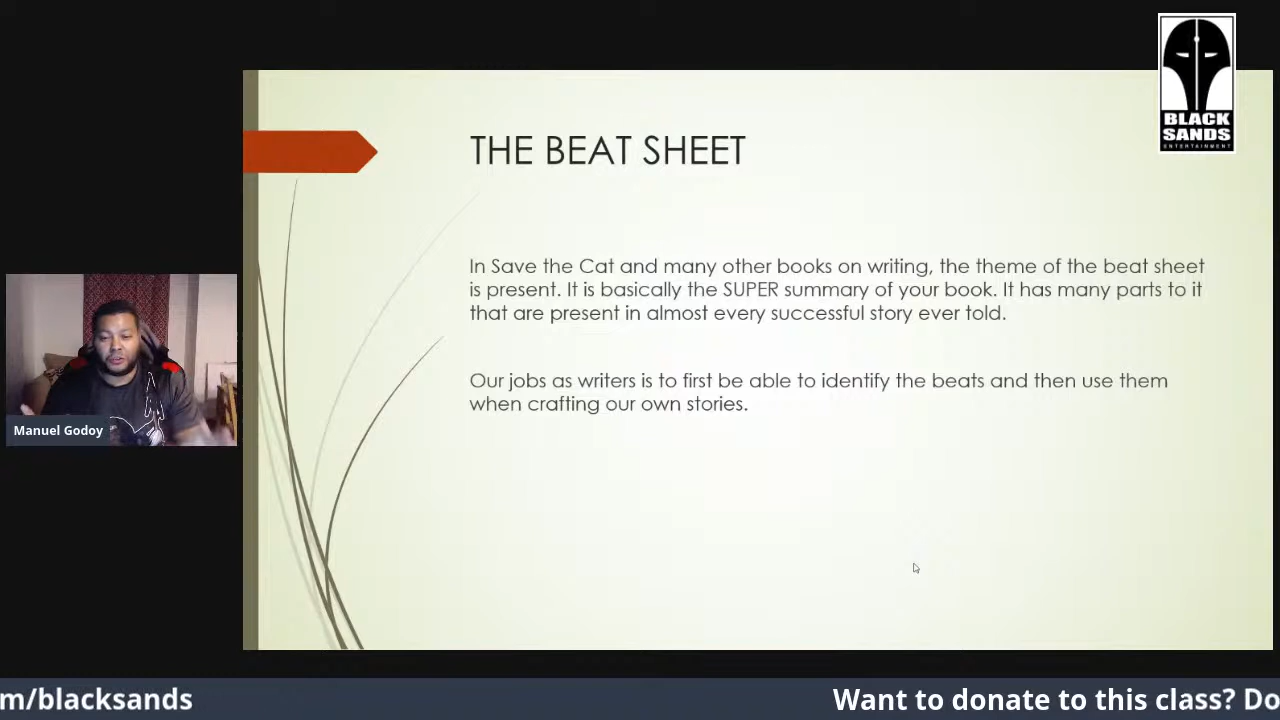 BLACK
SANDS
ENTERTAINMENT
THE BEAT SHEET
In Save the Cat and many other books on writing, the theme of the beat sheet
is present. It is basically the SUPER summary of your book. It has many parts to it
that are present in almost every successful story ever told.
Our jobs as writers is to first be able to identify the beats and then use them
when crafting our own stories.
Manuel Godoy
m/blacksands
Want to donate to this class? Do